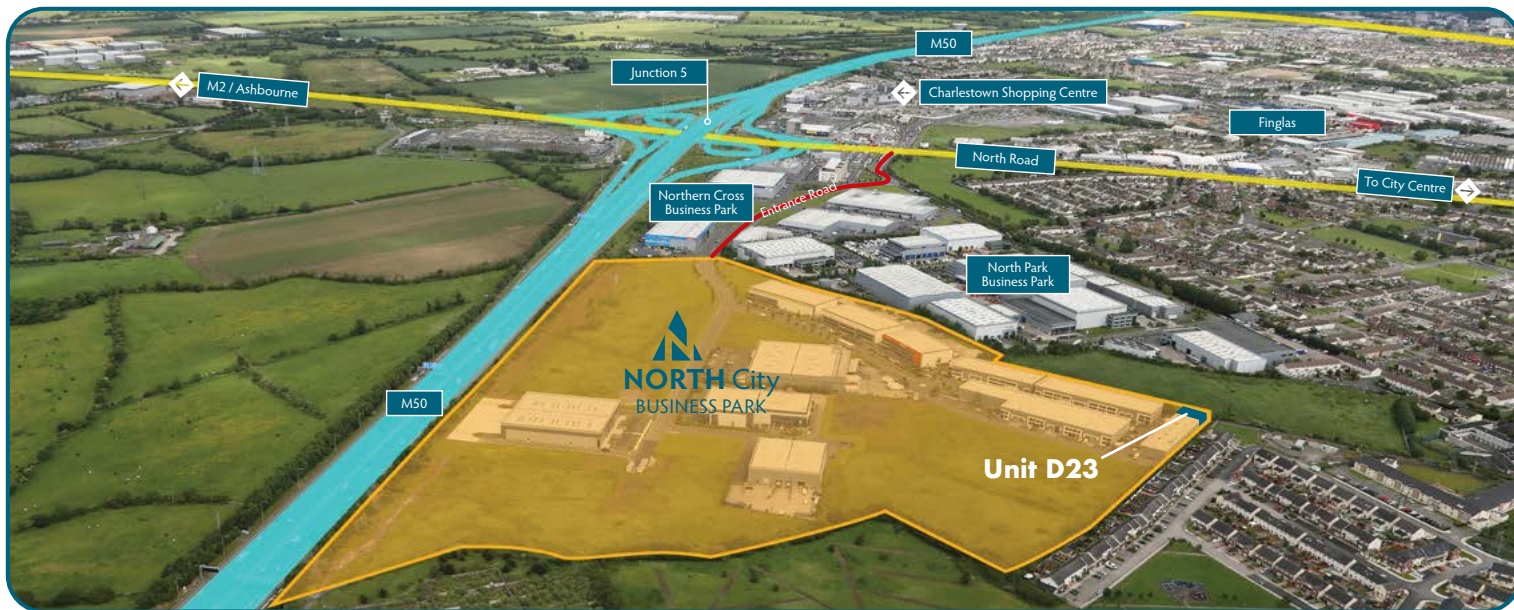 M50
Junction 5
M2 / Ashbourne
Charlestown Shopping Centre
Finglas
North Road
To City Centre
Northern Cross
Business Park
Entrance Road
North Park
Business Park
NORTH City
BUSINESS PARK
M50
Unit D23